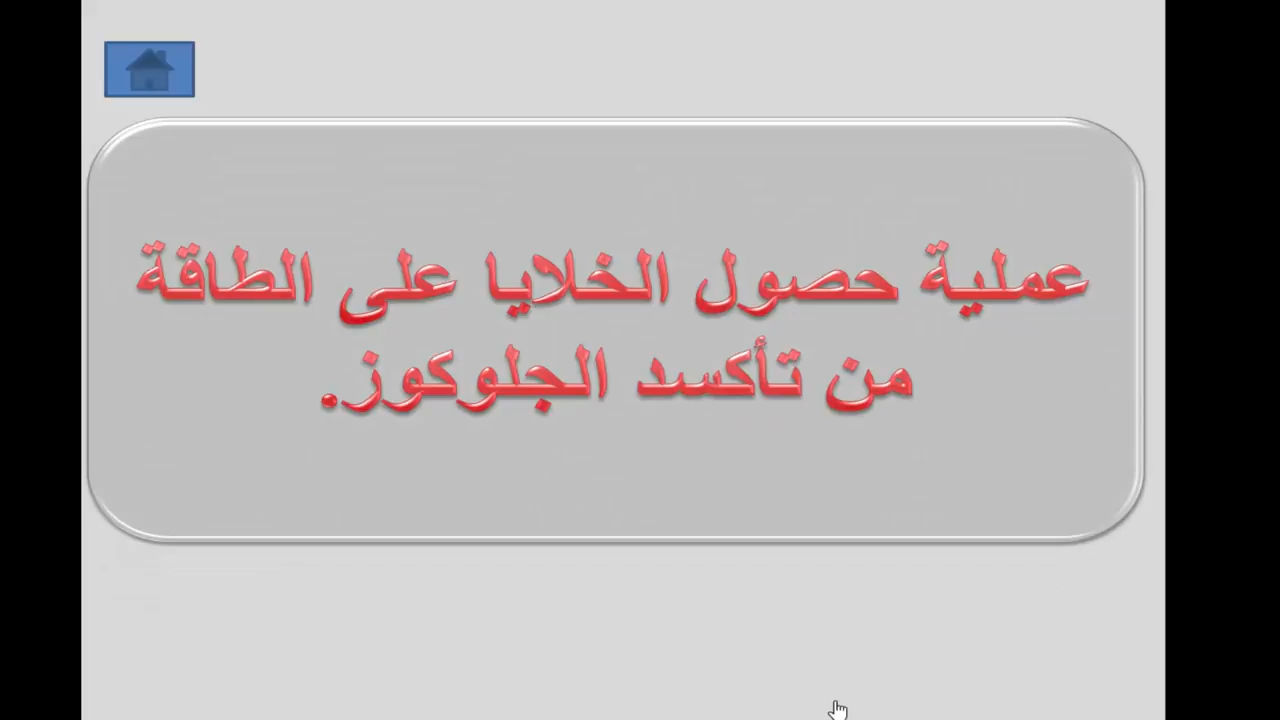 عملية حصول الخلايا على الطاقة
من تأكسد الجلوكوز.